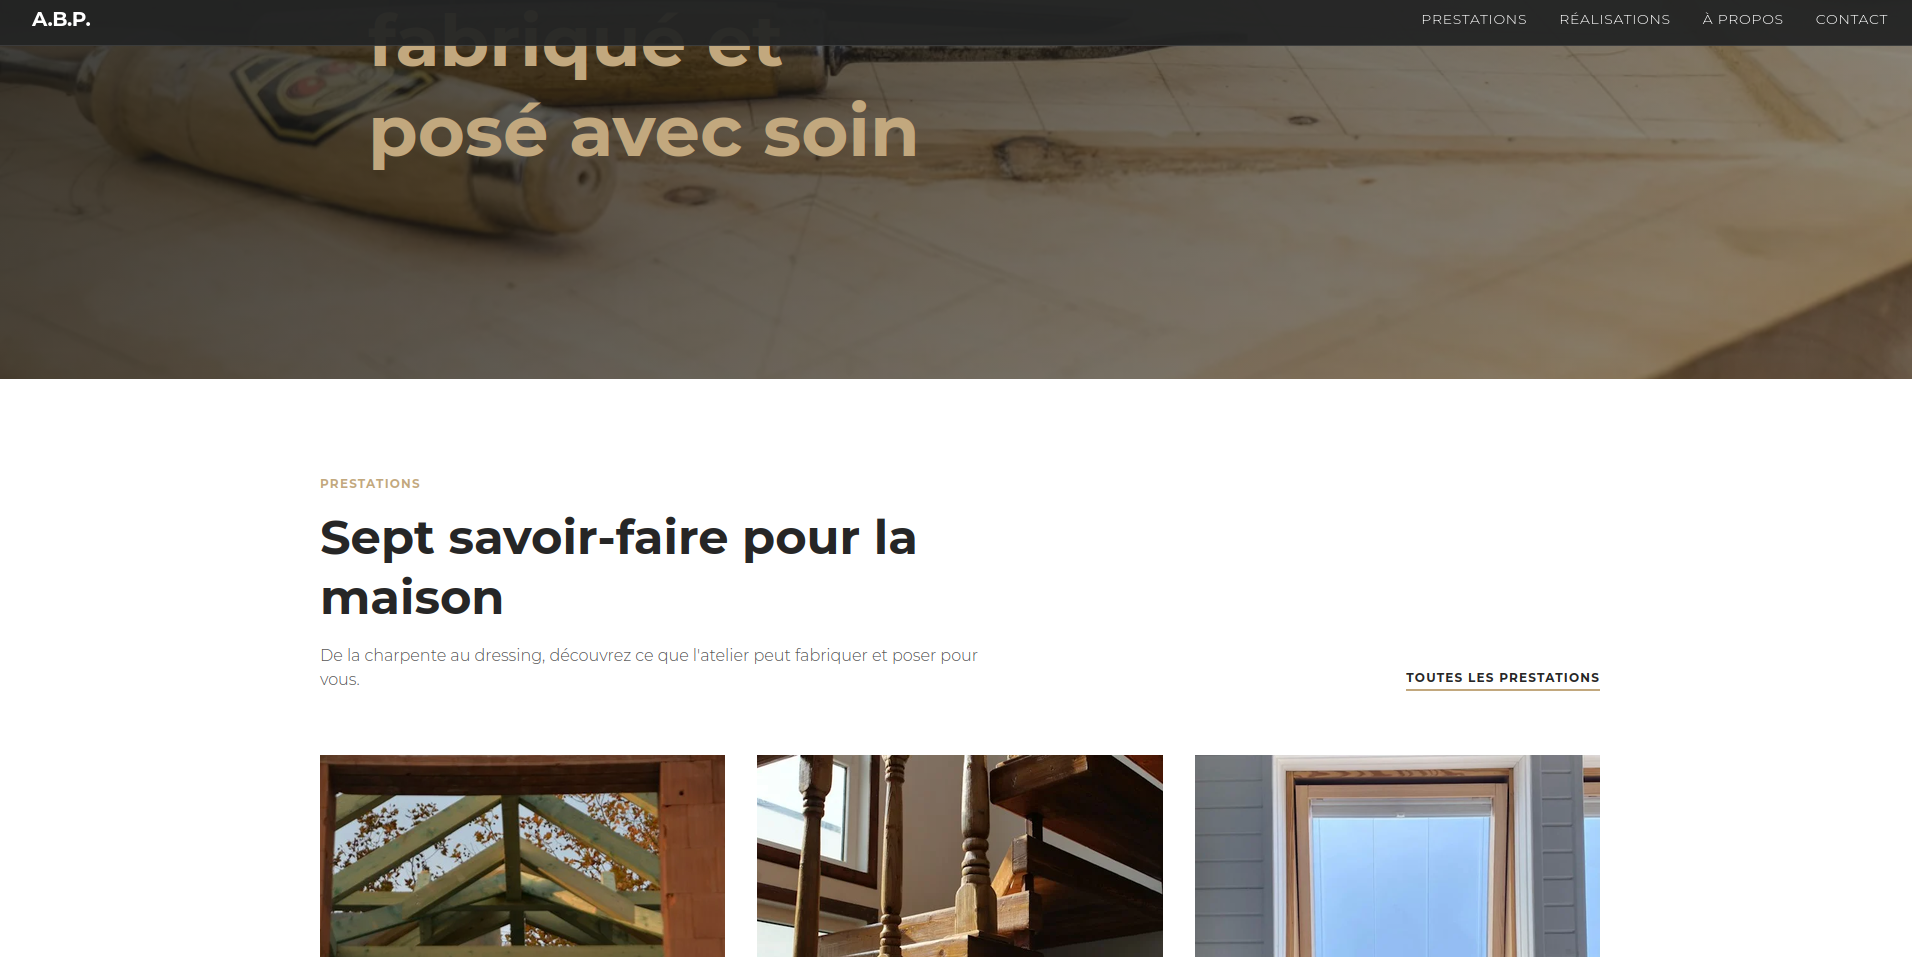 A.B.P.
PRESTATIONS
RÉALISATIONS
À PROPOS
CONTACT
fabriqué et
posé avec soin
PRESTATIONS
Sept savoir-faire pour la
maison
De la charpente au dressing, découvrez ce que l'atelier peut fabriquer et poser pour
vous.
TOUTES LES PRESTATIONS